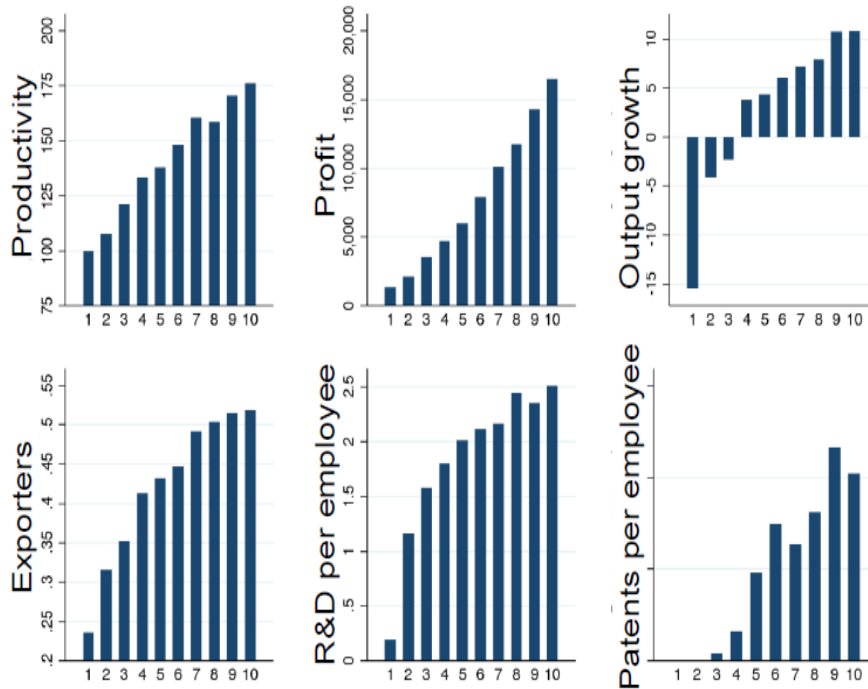 Productivity
75 100 125 150 175 200
1 2 3 4 5 6 7 8 9 10
Profit
0 5,000 10,000 15,000 20,000
1 2 3 4 5 6 7 8 9 10
Output growth
-15 -10 -5 0 5 10
1 2 3 4 5 6 7 8 9 10
Exporters
.2 .25 .3 .35 .4 .45 .5 .55
1 2 3 4 5 6 7 8 9 10
R&D per employee
0 .5 1 1.5 2 2.5
1 2 3 4 5 6 7 8 9 10
Patents per employee
1 2 3 4 5 6 7 8 9 10